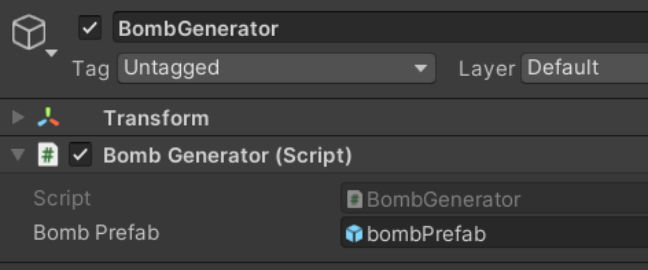 BombGenerator
Tag Untagged Layer Default
Transform
# Bomb Generator (Script)
Script # BombGenerator
Bomb Prefab bombPrefab